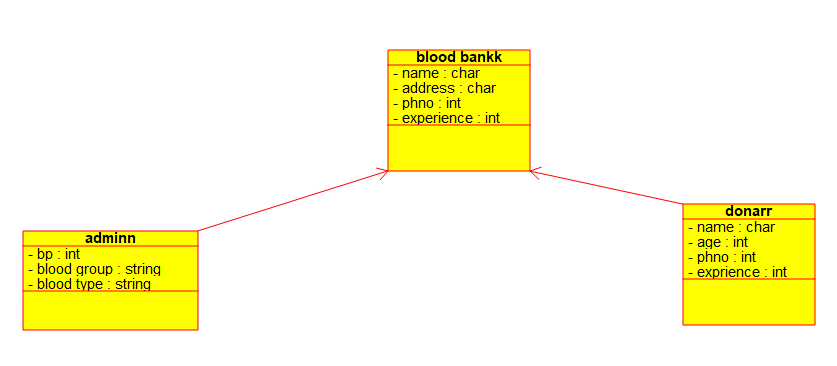 blood bankk
- name : char
- address : char
- phno : int
- experience : int
adminn
- bp : int
- blood group : string
- blood type : string
donarr
- name : char
- age : int
- phno : int
- exprience : int